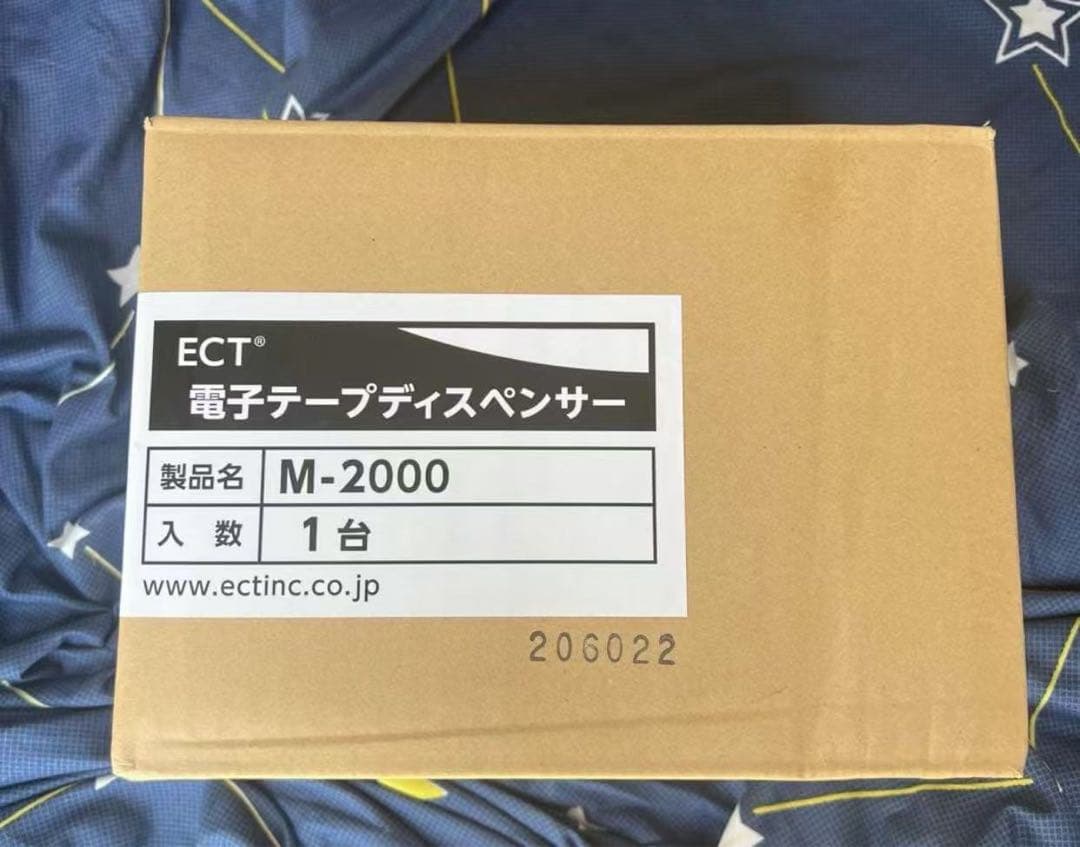 ECT®
電子テープディスペンサー
製品名 M-2000
入 数 1台
www.ectinc.co.jp
206022